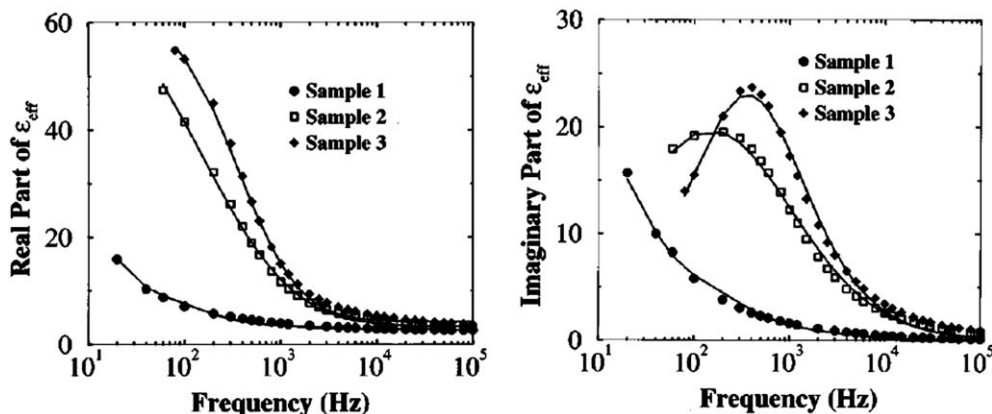 Real Part of ε_eff
60
40
20
0
Sample 1
Sample 2
Sample 3
10^1
10^2
10^3
10^4
10^5
Frequency (Hz)
Imaginary Part of ε_eff
30
20
10
0
Sample 1
Sample 2
Sample 3
10^1
10^2
10^3
10^4
10^5
Frequency (Hz)